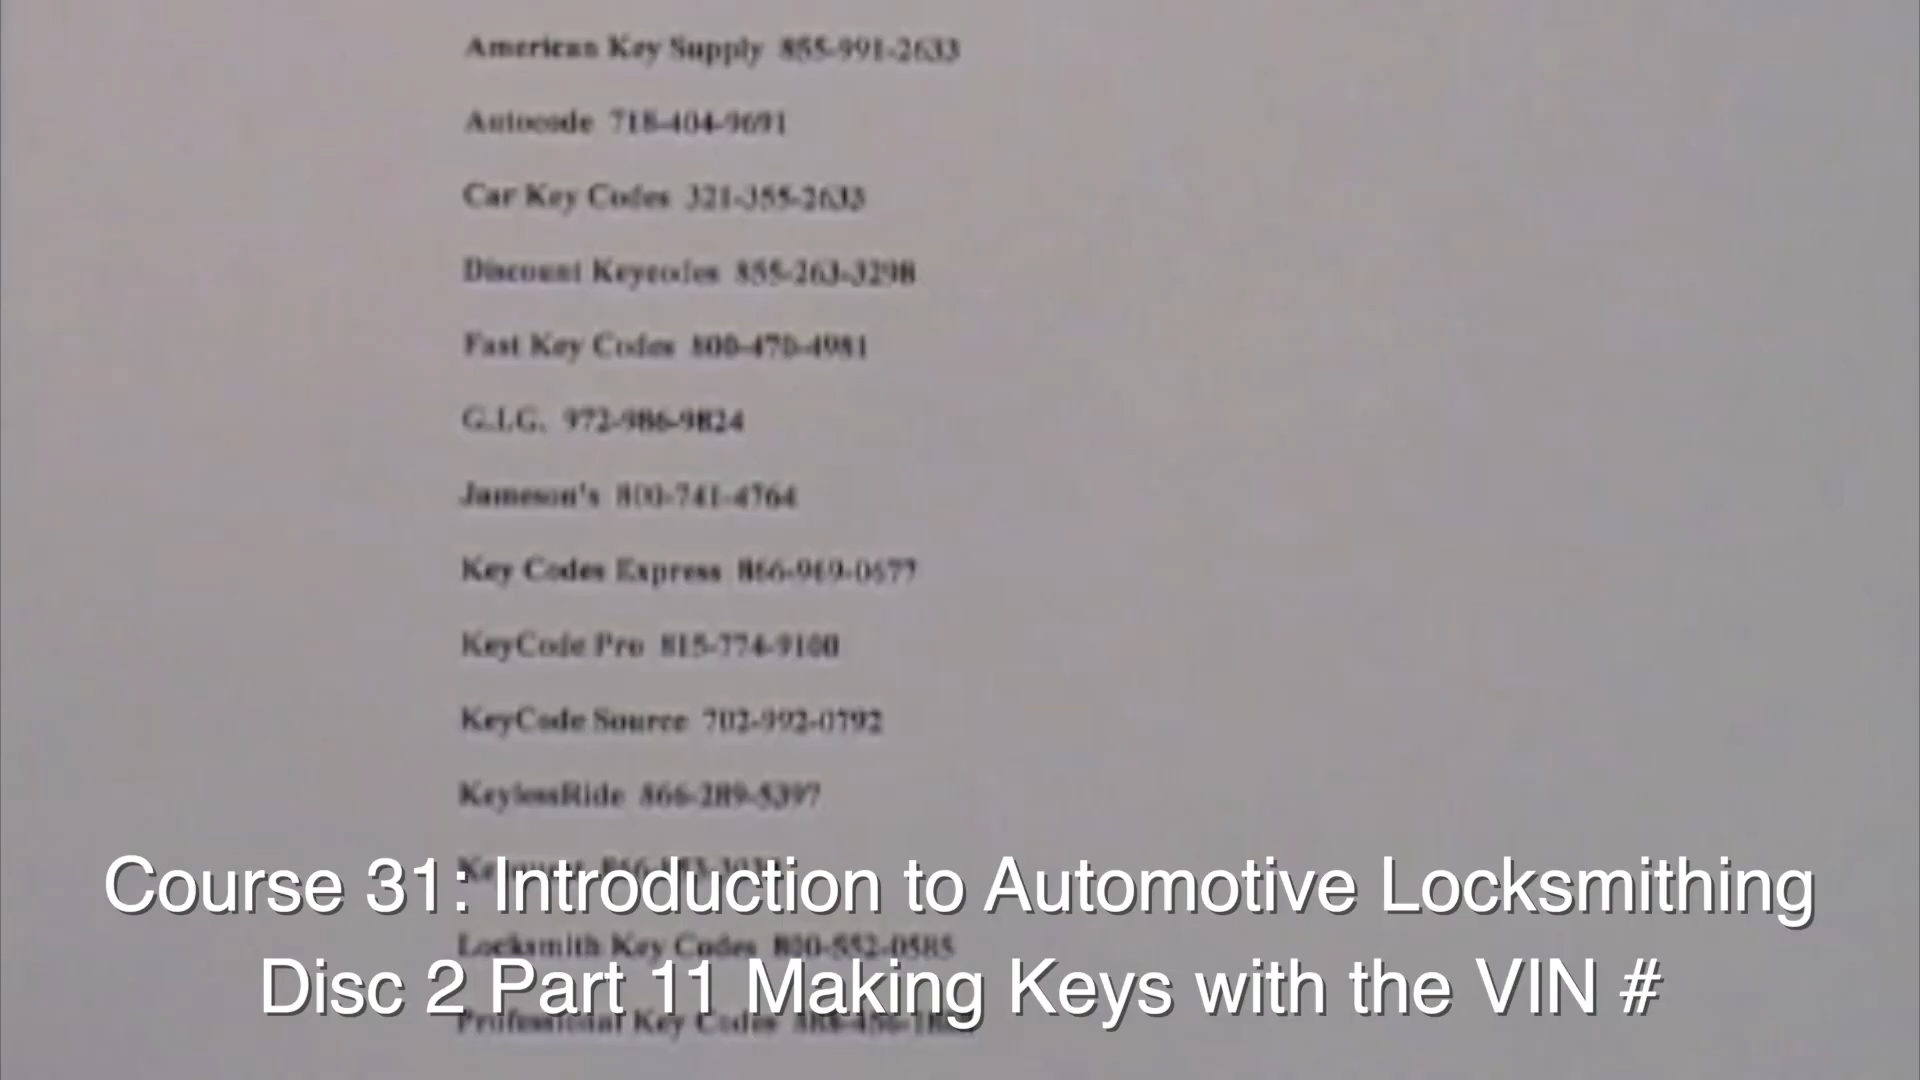 American Key Supply 855-991-2633
Autocode 718-404-9691
Car Key Codes 321-355-2633
Discount Keycodes 855-263-3298
Fast Key Codes 800-470-4981
G.I.G. 972-986-9824
Jameson's 800-741-4764
Key Codes Express 866-969-0677
KeyCode Pro 815-774-9100
KeyCode Source 702-992-0792
KeylessRide 866-289-5397
Course 31: Introduction to Automotive Locksmithing
Locksmith Key Codes 800-552-0585
Disc 2 Part 11 Making Keys with the VIN #
Professional Key Codes